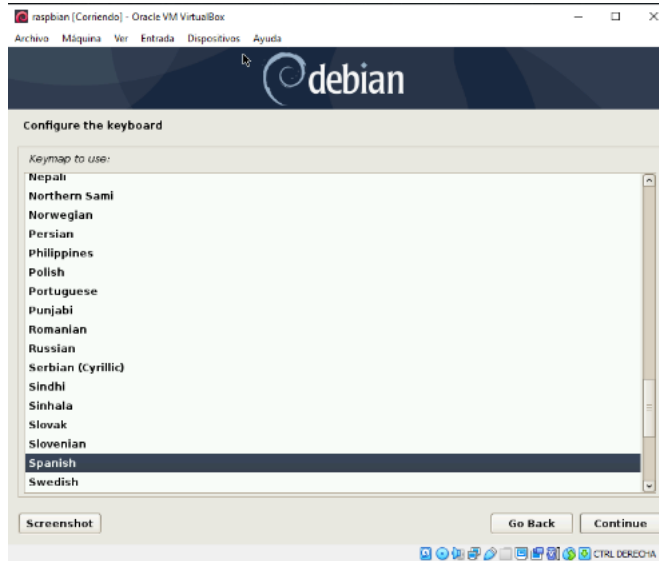 raspbian [Corriendo] - Oracle VM VirtualBox
Archivo Máquina Ver Entrada Dispositivos Ayuda
debian
Configure the keyboard
Keymap to use:
Nepali
Northern Sami
Norwegian
Persian
Philippines
Polish
Portuguese
Punjabi
Romanian
Russian
Serbian (Cyrillic)
Sindhi
Sinhala
Slovak
Slovenian
Spanish
Swedish
Screenshot Go Back Continue
CTRL DERECHA